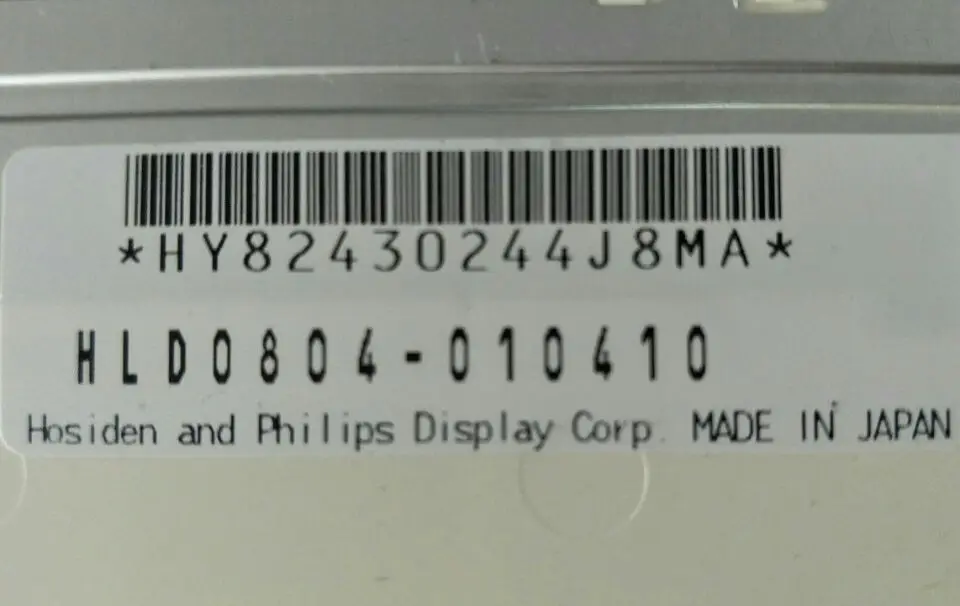 *HY82430244J8MA*
HLD0804-010410
Hosiden and Philips Display Corp. MADE IN JAPAN